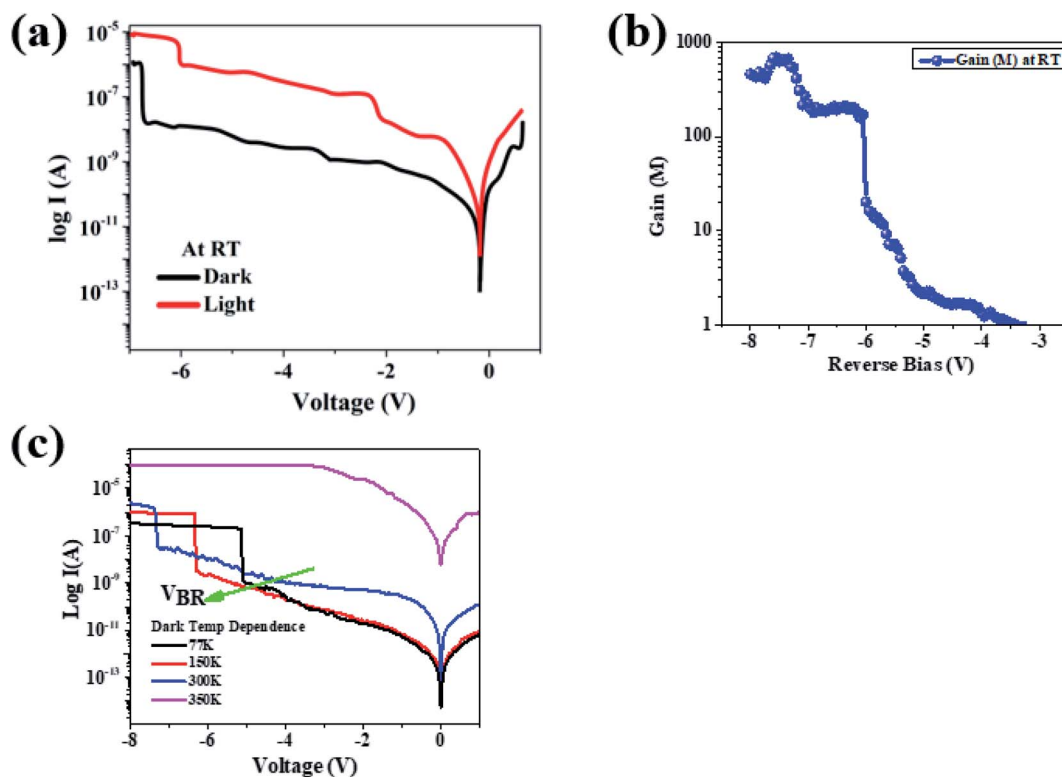 (a)
10⁻⁵
10⁻⁷
10⁻⁹
10⁻¹¹
10⁻¹³
log I (A)
At RT
Dark
Light
-6
-4
-2
0
Voltage (V)
(b)
1000
100
10
1
Gain (M)
Gain (M) at RT
-8
-7
-6
-5
-4
-3
Reverse Bias (V)
(c)
10⁻⁵
10⁻⁷
10⁻⁹
10⁻¹¹
10⁻¹³
Log I(A)
VBR
Dark Temp Dependence
77K
150K
300K
350K
-8
-6
-4
-2
0
Voltage (V)